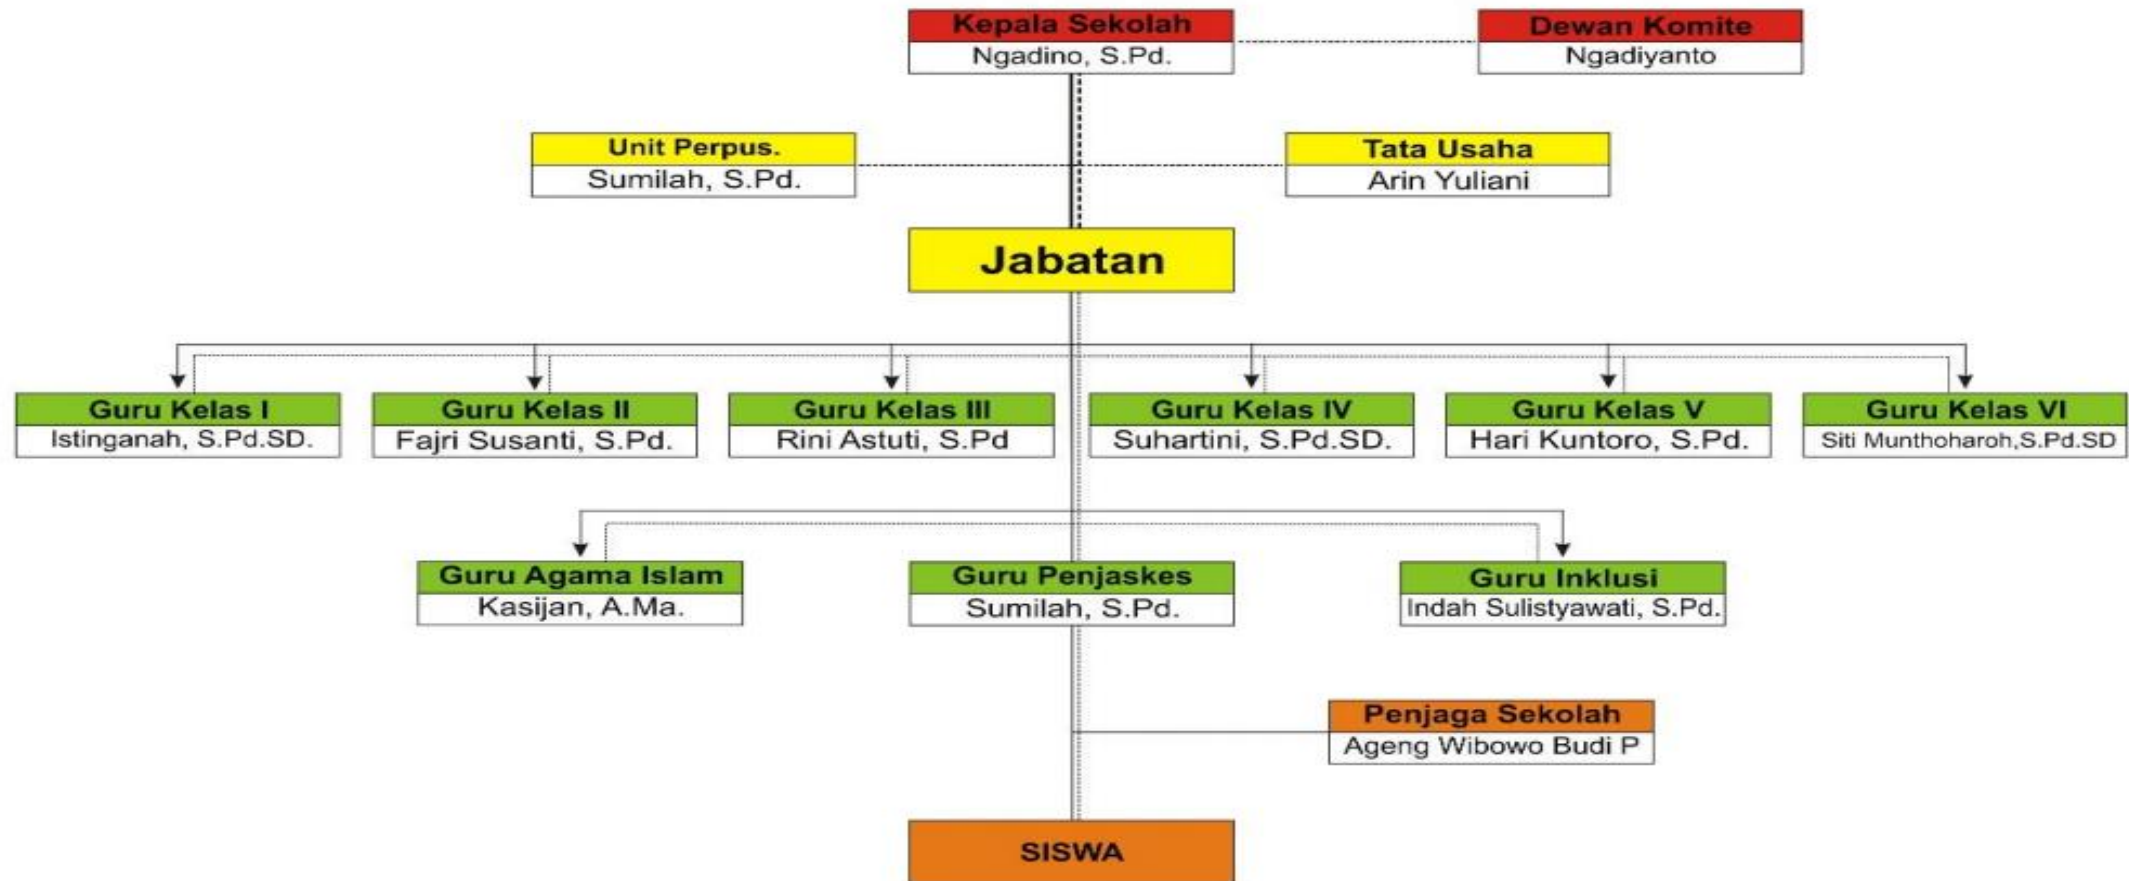 Kepala Sekolah
Ngadino, S.Pd.
Dewan Komite
Ngadiyanto
Unit Perpus.
Sumilah, S.Pd.
Tata Usaha
Arin Yuliani
Jabatan
Guru Kelas I
Istinganah, S.Pd.SD.
Guru Kelas II
Fajri Susanti, S.Pd.
Guru Kelas III
Rini Astuti, S.Pd
Guru Kelas IV
Suhartini, S.Pd.SD.
Guru Kelas V
Hari Kuntoro, S.Pd.
Guru Kelas VI
Siti Munthoharoh,S.Pd.SD
Guru Agama Islam
Kasijan, A.Ma.
Guru Penjaskes
Sumilah, S.Pd.
Guru Inklusi
Indah Sulistyawati, S.Pd.
Penjaga Sekolah
Ageng Wibowo Budi P
SISWA